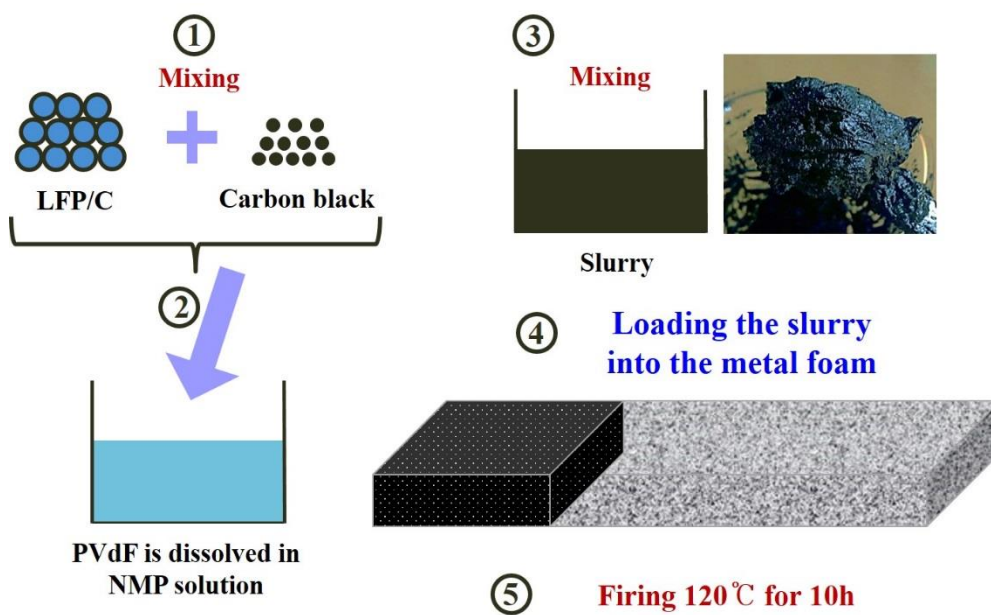 ①
Mixing
LFP/C
Carbon black
②
PVdF is dissolved in
NMP solution
③
Mixing
Slurry
④
Loading the slurry
into the metal foam
⑤
Firing 120℃ for 10h